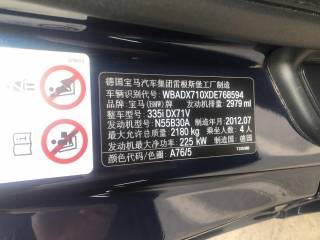 德国宝马汽车集团雷根斯堡工厂制造
车辆识别代号: WBADX710XDE768594
品牌: 宝马(BMW)牌 发动机排量: 2979 ml
整车型号: 335i DX71V
发动机型号: N55B30A 制造年月: 2012.07
最大允许总质量: 2180 kg 乘坐人数: 4 人
发动机最大净功率: 225 kW 制造国: 德国
颜色代码/色圈: A76/5